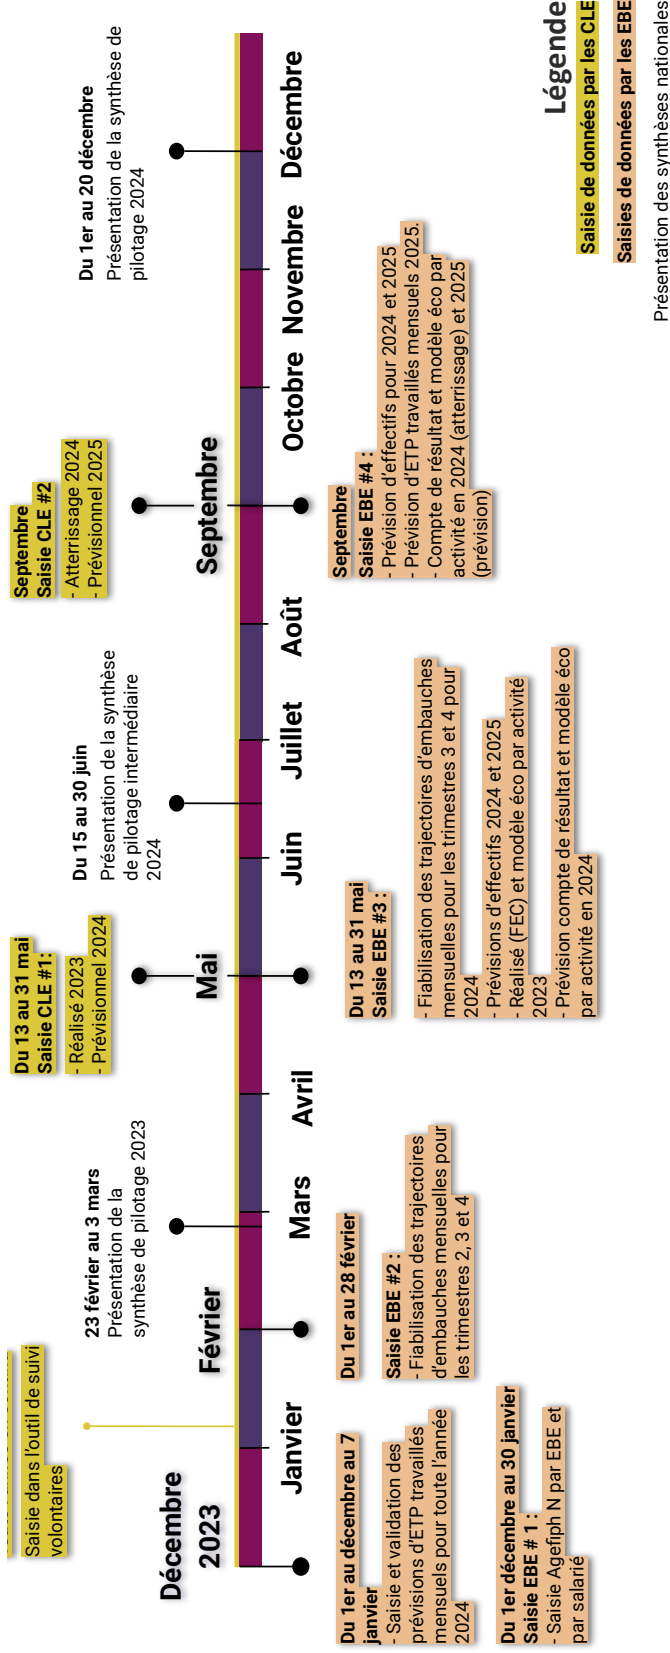 Saisie dans l'outil de suivi
volontaires
23 février au 3 mars
Présentation de la
synthèse de pilotage 2023
Du 13 au 31 mai
Saisie CLE #1:
- Réalisé 2023
- Prévisionnel 2024
Du 15 au 30 juin
Présentation de la synthèse
de pilotage intermédiaire
2024
Septembre
Saisie CLE #2
- Atterrissage 2024
- Prévisionnel 2025
Du 1er au 20 décembre
Présentation de la synthèse de
pilotage 2024
Décembre
2023
Janvier
Février
Mars
Avril
Mai
Juin
Juillet
Août
Septembre
Octobre
Novembre
Décembre
Du 1er au décembre au 7
janvier
- Saisie et validation des
prévisions d'ETP travaillés
mensuels pour toute l'année
2024
Du 1er décembre au 30 janvier
Saisie EBE # 1 :
- Saisie Agefiph N par EBE et
par salarié
Du 1er au 28 février
Saisie EBE #2 :
- Fiabilisation des trajectoires
d'embauches mensuelles pour
les trimestres 2, 3 et 4
Du 13 au 31 mai
Saisie EBE #3 :
- Fiabilisation des trajectoires d'embauches
mensuelles pour les trimestres 3 et 4 pour
2024
- Prévisions d'effectifs 2024 et 2025
- Réalisé (FEC) et modèle éco par activité
2023
- Prévision compte de résultat et modèle éco
par activité en 2024
Septembre
Saisie EBE #4 :
- Prévision d'effectifs pour 2024 et 2025
- Prévision d'ETP travaillés mensuels 2025.
- Compte de résultat et modèle éco par
activité en 2024 (atterrissage) et 2025
(prévision)
Légende
Saisie de données par les CLE
Saisies de données par les EBE
Présentation des synthèses nationales